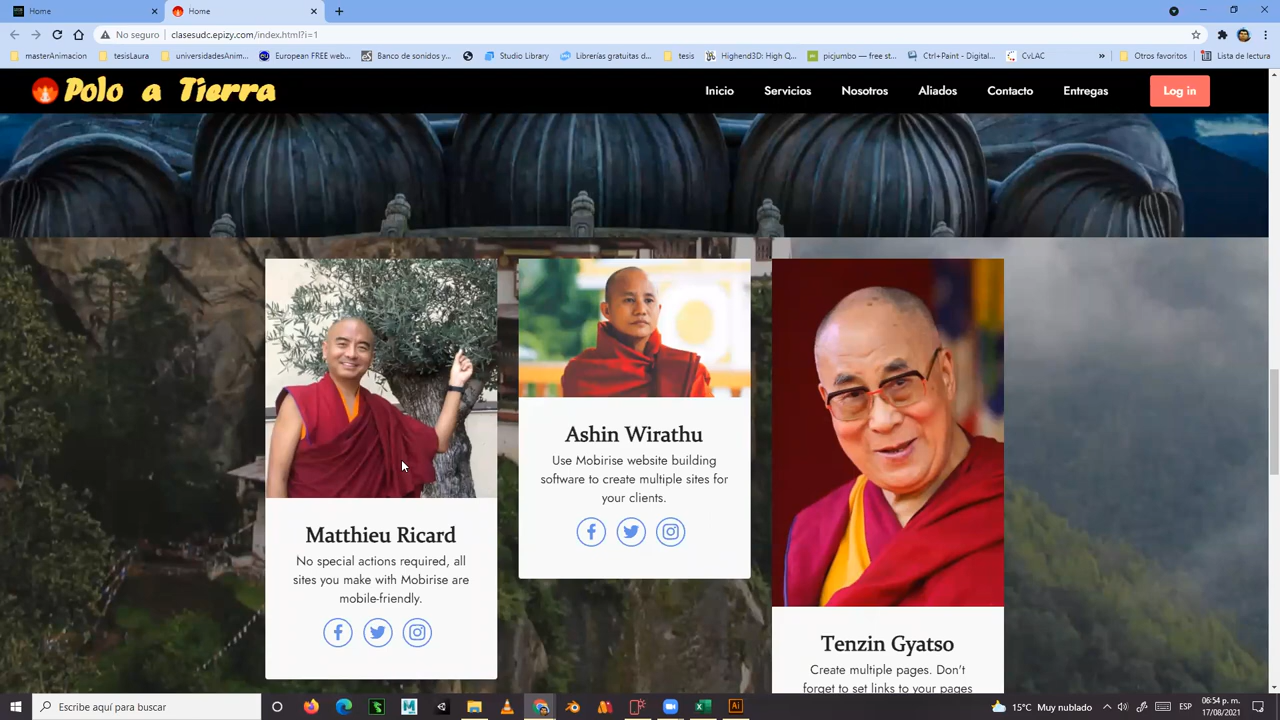 Home
Home
No seguro
clasesudc.epizy.com/index.html?i=1
masterAnimacion
tesisLaura
universidadesAnim...
European FREE web...
Banco de sonidos y...
Studio Library
Librerías gratuitas d...
tesis
Highend3D: High Q...
picjumbo — free st...
Ctrl+Paint - Digital...
CvLAC
»
Otros favoritos
Lista de lectura
Polo a Tierra
Inicio
Servicios
Nosotros
Aliados
Contacto
Entregas
Log in
Matthieu Ricard
No special actions required, all
sites you make with Mobirise are
mobile-friendly.
Ashin Wirathu
Use Mobirise website building
software to create multiple sites for
your clients.
Tenzin Gyatso
Create multiple pages. Don't
forget to set links to your pages
Escribe aquí para buscar
15°C Muy nublado
ESP
06:54 p. m.
17/08/2021